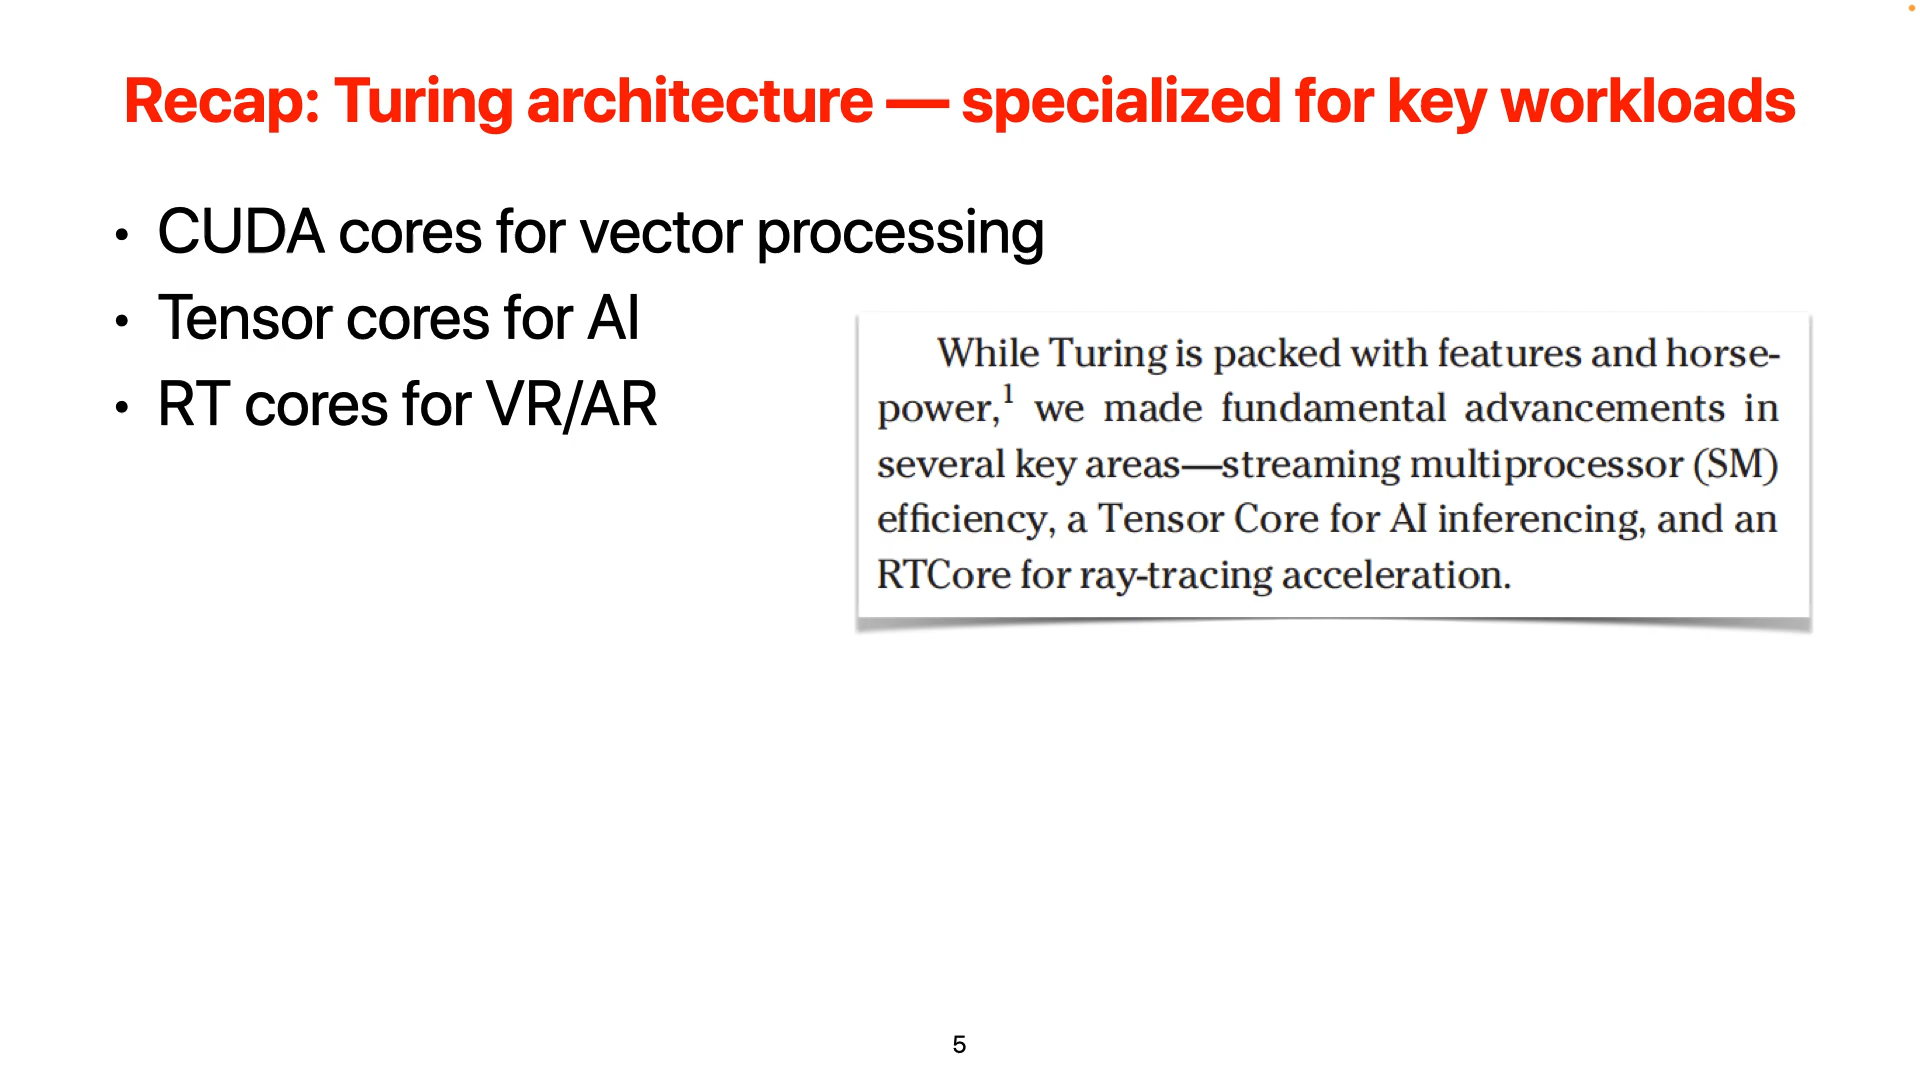 Recap: Turing architecture — specialized for key workloads
• CUDA cores for vector processing
• Tensor cores for AI
• RT cores for VR/AR
While Turing is packed with features and horse-
power,¹ we made fundamental advancements in
several key areas—streaming multiprocessor (SM)
efficiency, a Tensor Core for AI inferencing, and an
RTCore for ray-tracing acceleration.
5